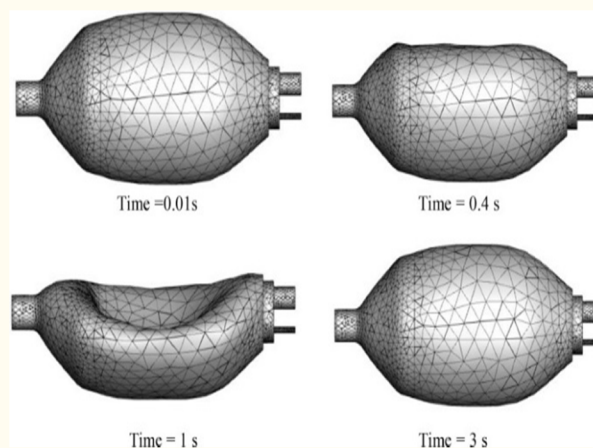 Time =0.01s
Time = 0.4 s
Time = 1 s
Time = 3 s